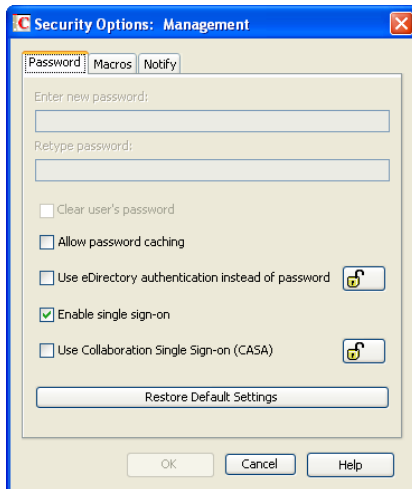 Security Options: Management
Password Macros Notify
Enter new password:
Retype password:
Clear user's password
Allow password caching
Use eDirectory authentication instead of password
Enable single sign-on
Use Collaboration Single Sign-on (CASA)
Restore Default Settings
OK Cancel Help